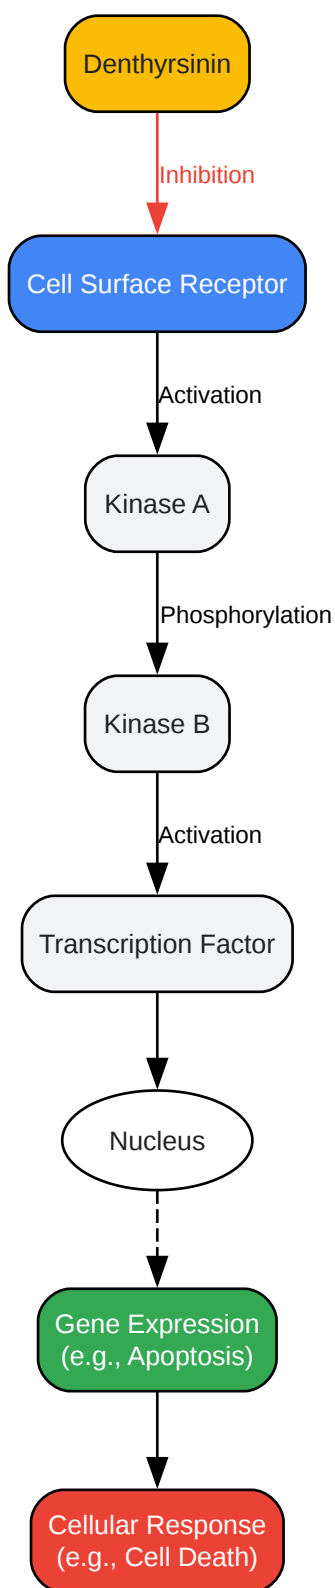 Denthyrsinin
Inhibition
Cell Surface Receptor
Activation
Kinase A
Phosphorylation
Kinase B
Activation
Transcription Factor
Nucleus
Gene Expression
(e.g., Apoptosis)
Cellular Response
(e.g., Cell Death)